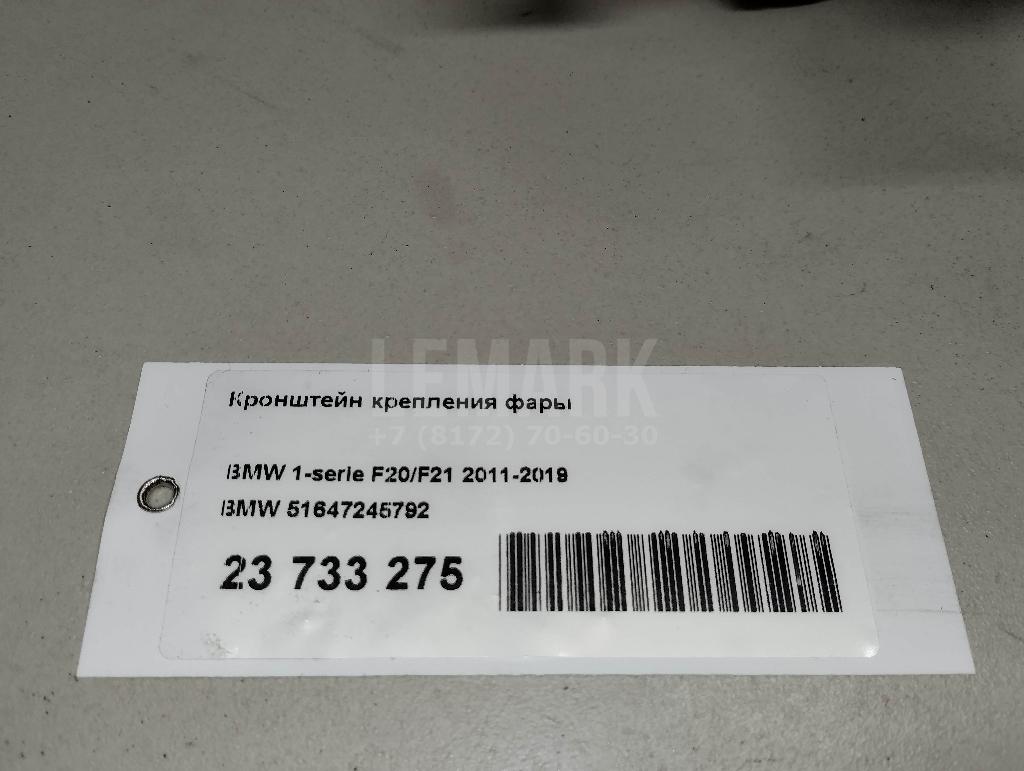 LEMARK
Кронштейн крепления фары
+7 (8172) 70-60-30
BMW 1-serie F20/F21 2011-2019
BMW 51647245792
23 733 275